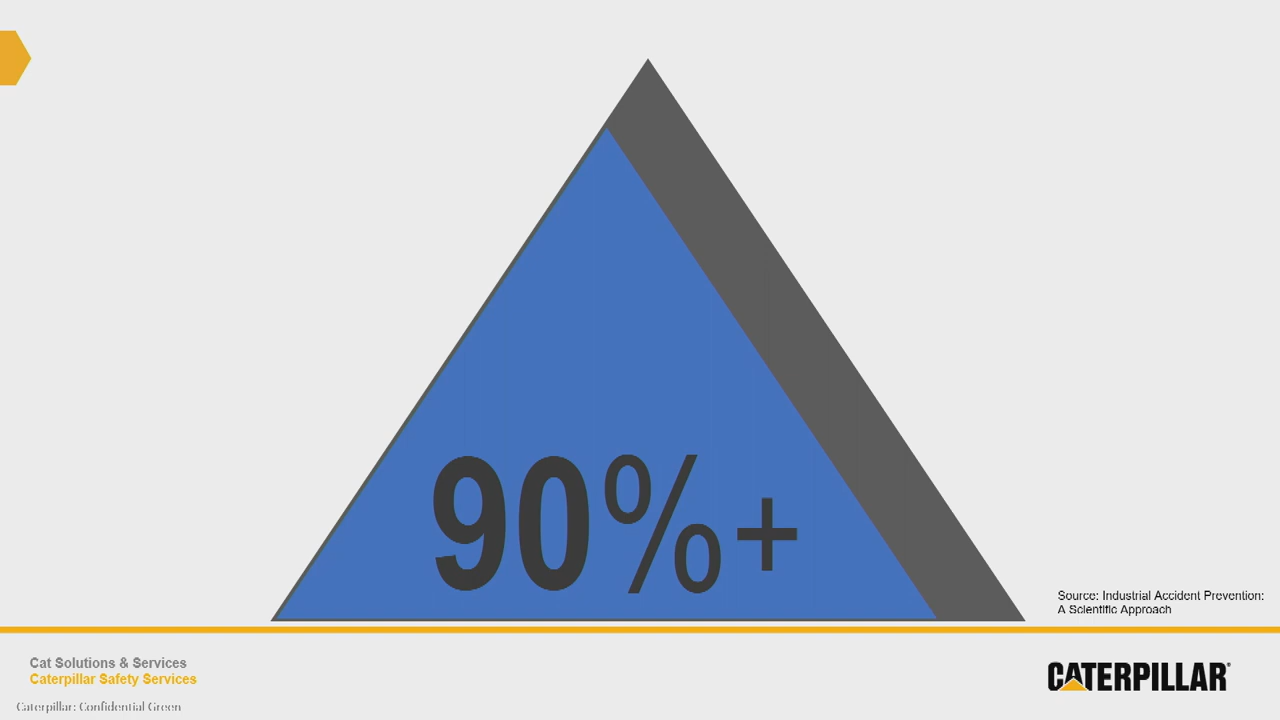 90%+
Source: Industrial Accident Prevention:
A Scientific Approach
Cat Solutions & Services
Caterpillar Safety Services
CATERPILLAR®
Caterpillar: Confidential Green